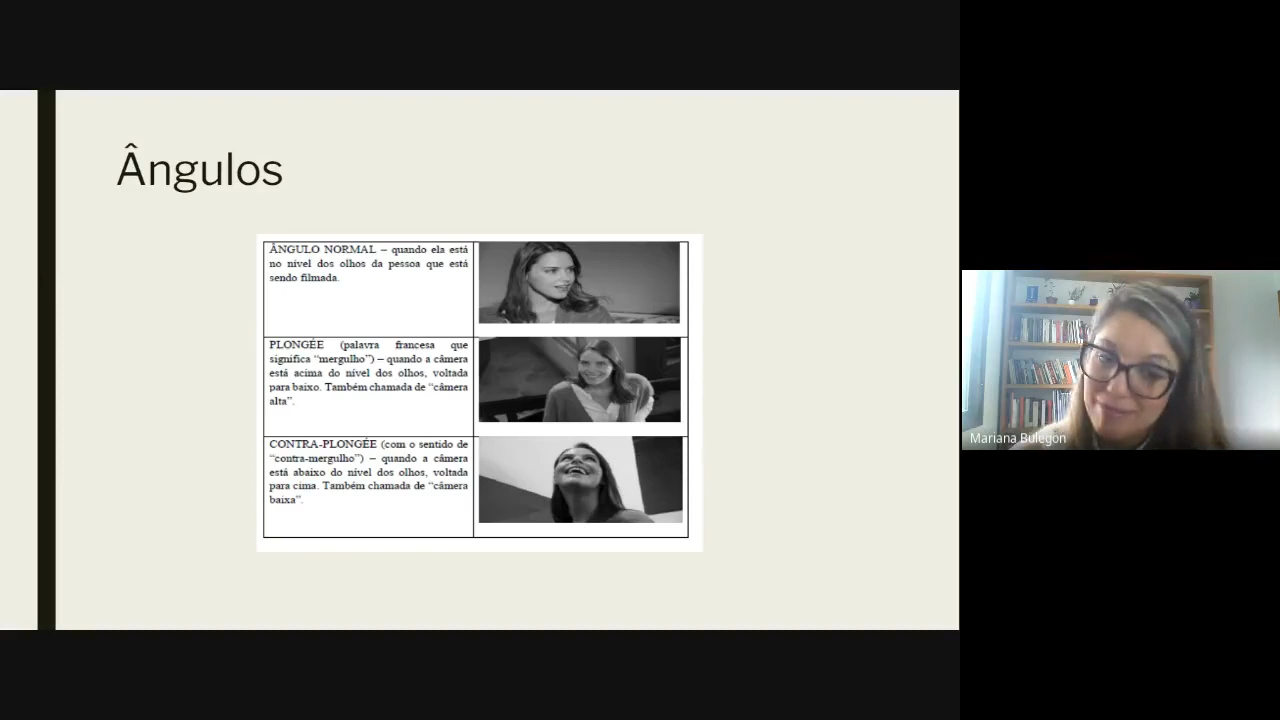 Ângulos
ÂNGULO NORMAL – quando ela está
no nível dos olhos da pessoa que está
sendo filmada.
PLONGÉE (palavra francesa que
significa “mergulho”) – quando a câmera
está acima do nível dos olhos, voltada
para baixo. Também chamada de “câmera
alta”.
CONTRA-PLONGÉE (com o sentido de
“contra-mergulho”) – quando a câmera
está abaixo do nível dos olhos, voltada
para cima. Também chamada de “câmera
baixa”.
Mariana Bulegon